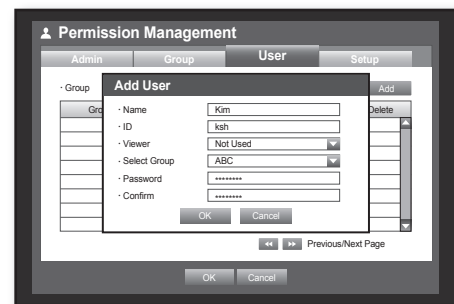 Permission Management
Admin Group User Setup
· Group Add
Add User
Gro Delete
· Name Kim
· ID ksh
· Viewer Not Used
· Select Group ABC
· Password ********
· Confirm ********
OK Cancel
Previous/Next Page
OK Cancel